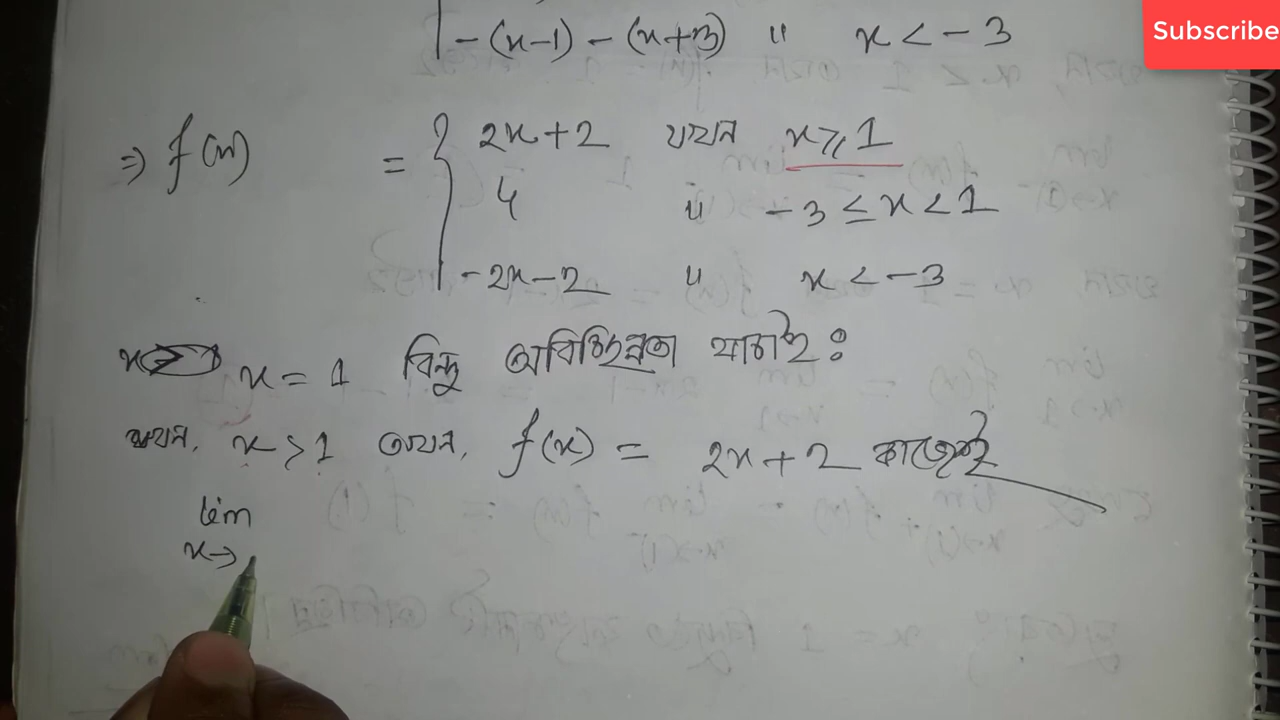 Subscribe
-(x-1) - (x+3) " x < -3
⇒ f(x) = { 2x+2 যখন x ≥ 1
4 " -3 ≤ x < 1
-2x-2 " x < -3
x = 1 বিন্দু অবিচ্ছিন্নতা যাচাই :
যখন, x > 1 তখন, f(x) = 2x+2 কাজেই
lim
x→